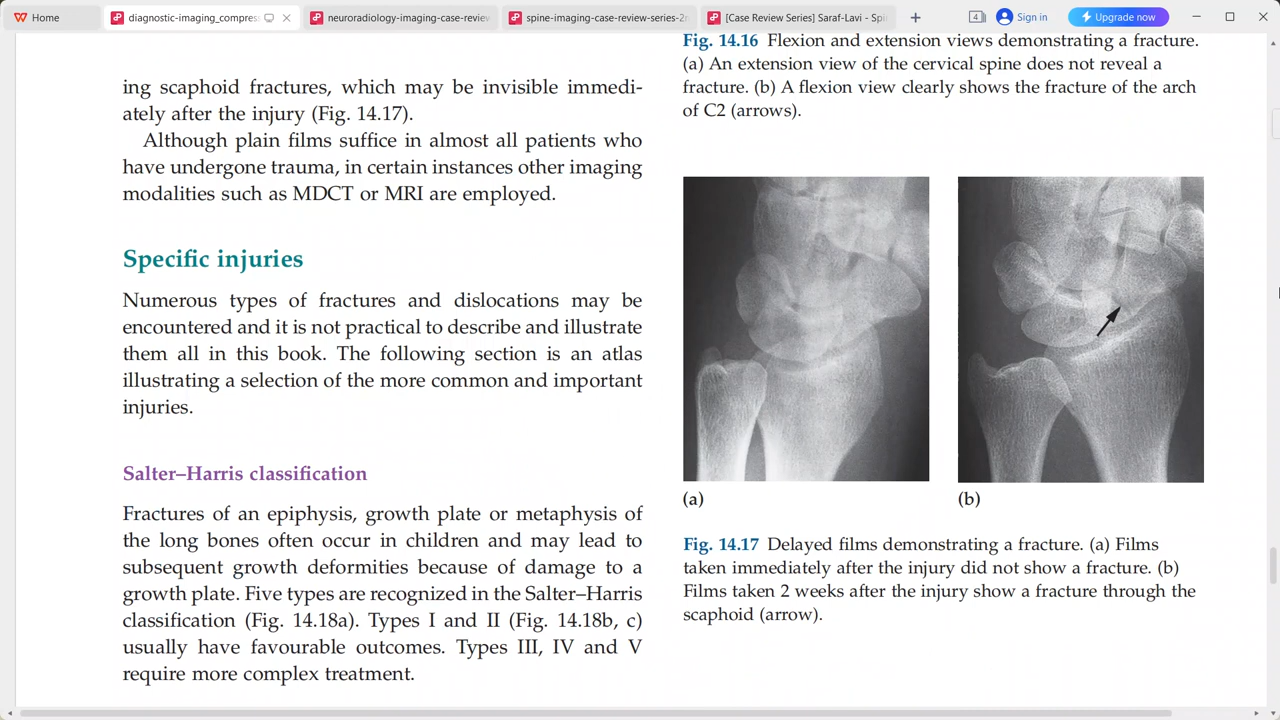 Home
diagnostic-imaging_compres
neuroradiology-imaging-case-review
spine-imaging-case-review-series-2
[Case Review Series] Saraf-Lavi - Spi
4
Sign in
Upgrade now
ing scaphoid fractures, which may be invisible immedi-
ately after the injury (Fig. 14.17).
Although plain films suffice in almost all patients who
have undergone trauma, in certain instances other imaging
modalities such as MDCT or MRI are employed.
Specific injuries
Numerous types of fractures and dislocations may be
encountered and it is not practical to describe and illustrate
them all in this book. The following section is an atlas
illustrating a selection of the more common and important
injuries.
Salter–Harris classification
Fractures of an epiphysis, growth plate or metaphysis of
the long bones often occur in children and may lead to
subsequent growth deformities because of damage to a
growth plate. Five types are recognized in the Salter–Harris
classification (Fig. 14.18a). Types I and II (Fig. 14.18b, c)
usually have favourable outcomes. Types III, IV and V
require more complex treatment.
Fig. 14.16 Flexion and extension views demonstrating a fracture.
(a) An extension view of the cervical spine does not reveal a
fracture. (b) A flexion view clearly shows the fracture of the arch
of C2 (arrows).
(a)
(b)
Fig. 14.17 Delayed films demonstrating a fracture. (a) Films
taken immediately after the injury did not show a fracture. (b)
Films taken 2 weeks after the injury show a fracture through the
scaphoid (arrow).